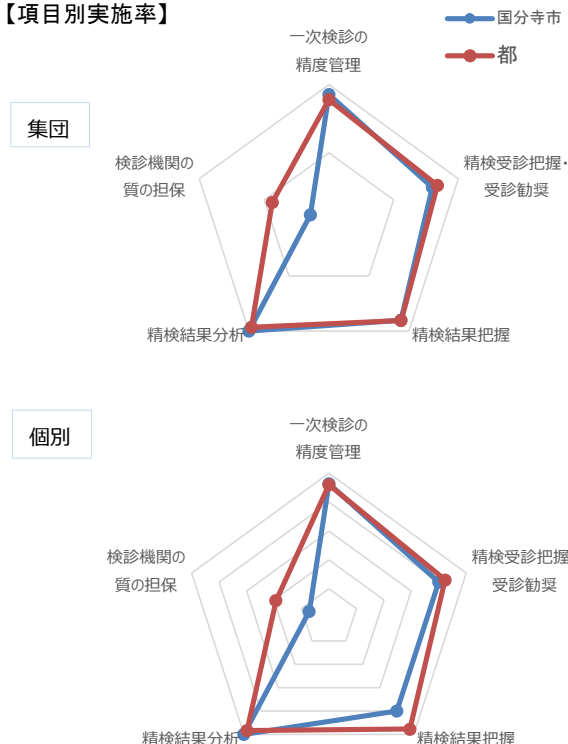 【項目別実施率】
国分寺市
都
集団
一次検診の
精度管理
精検受診把握・
受診勧奨
精検結果把握
精検結果分析
検診機関の
質の担保
個別
一次検診の
精度管理
精検受診把握
受診勧奨
精検結果把握
精検結果分析
検診機関の
質の担保